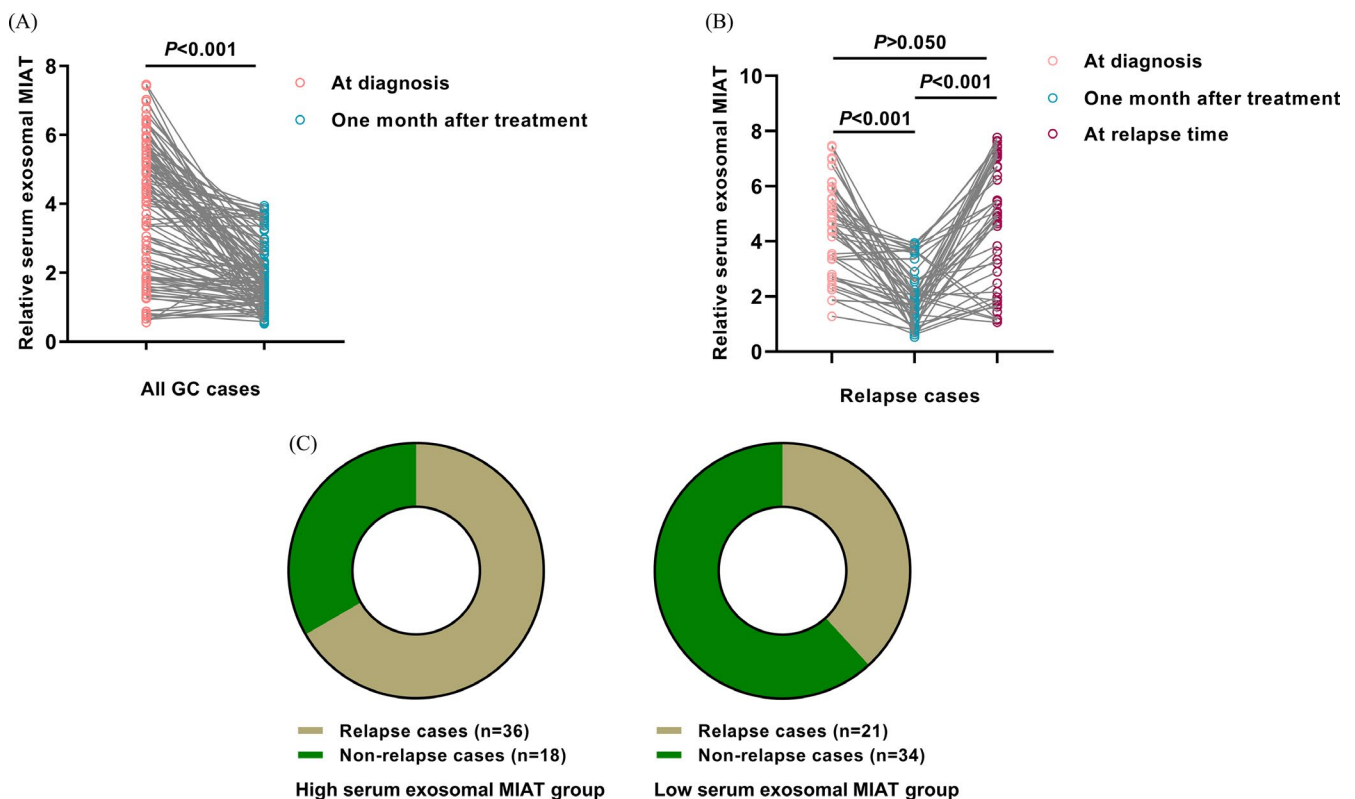 (A)
P<0.001
Relative serum exosomal MIAT
8
6
4
2
0
At diagnosis
One month after treatment
All GC cases
(B)
P>0.050
P<0.001
P<0.001
Relative serum exosomal MIAT
10
8
6
4
2
0
At diagnosis
One month after treatment
At relapse time
Relapse cases
(C)
Relapse cases (n=36)
Non-relapse cases (n=18)
High serum exosomal MIAT group
Relapse cases (n=21)
Non-relapse cases (n=34)
Low serum exosomal MIAT group